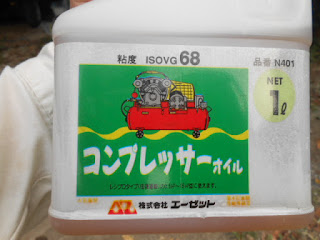 粘度 ISOVG 68
品番 N401
NET
1ℓ
コンプレッサーオイル
AZ 株式会社 エーゼット